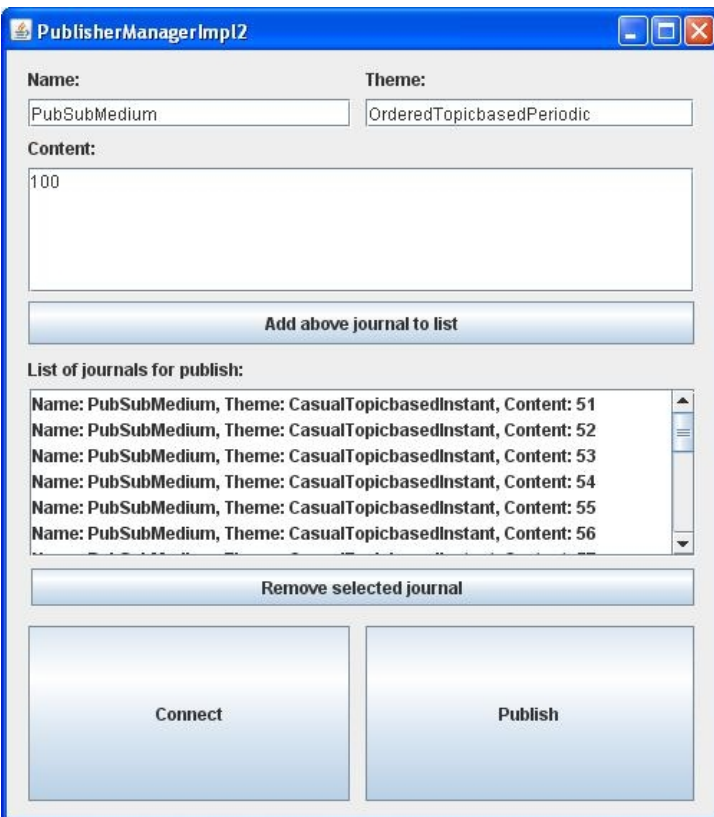 PublisherManagerImpl2
Name: Theme:
PubSubMedium OrderedTopicbasedPeriodic
Content:
100
Add above journal to list
List of journals for publish:
Name: PubSubMedium, Theme: CasualTopicbasedInstant, Content: 51
Name: PubSubMedium, Theme: CasualTopicbasedInstant, Content: 52
Name: PubSubMedium, Theme: CasualTopicbasedInstant, Content: 53
Name: PubSubMedium, Theme: CasualTopicbasedInstant, Content: 54
Name: PubSubMedium, Theme: CasualTopicbasedInstant, Content: 55
Name: PubSubMedium, Theme: CasualTopicbasedInstant, Content: 56
Remove selected journal
Connect Publish